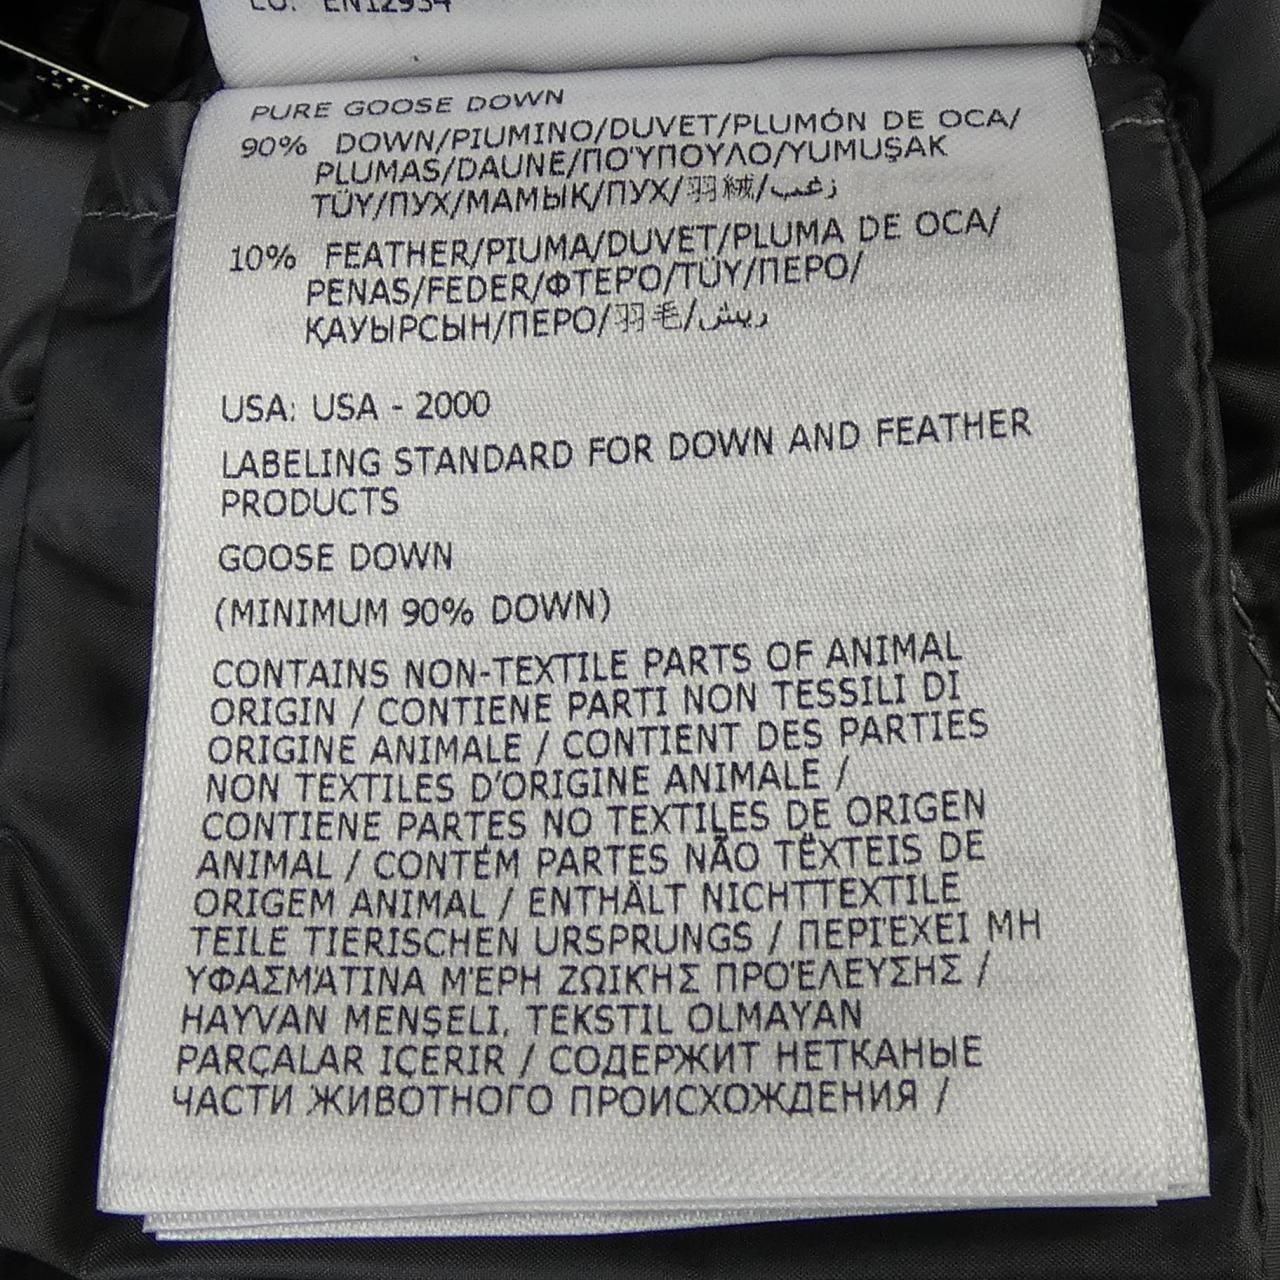 EU: EN12934
PURE GOOSE DOWN
90% DOWN/PIUMINO/DUVET/PLUMÓN DE OCA/
PLUMAS/DAUNE/ΠΟΎΠΟΥΛΟ/YUMUŞAK
TÜY/ПУХ/МАМЫҚ/ПУХ/羽絨/زغب
10% FEATHER/PIUMA/DUVET/PLUMA DE OCA/
PENAS/FEDER/ΦΤΕΡΌ/TÜY/ПЕРО/
ҚАУЫРСЫН/ПЕРО/羽毛/ريش
USA: USA - 2000
LABELING STANDARD FOR DOWN AND FEATHER
PRODUCTS
GOOSE DOWN
(MINIMUM 90% DOWN)
CONTAINS NON-TEXTILE PARTS OF ANIMAL
ORIGIN / CONTIENE PARTI NON TESSILI DI
ORIGINE ANIMALE / CONTIENT DES PARTIES
NON TEXTILES D'ORIGINE ANIMALE /
CONTIENE PARTES NO TEXTILES DE ORIGEN
ANIMAL / CONTÉM PARTES NÃO TÊXTEIS DE
ORIGEM ANIMAL / ENTHÄLT NICHTTEXTILE
TEILE TIERISCHEN URSPRUNGS / ΠΕΡΙΈΧΕΙ ΜΗ
ΥΦΑΣΜΆΤΙΝΑ ΜΈΡΗ ΖΩΙΚΉΣ ΠΡΟΈΛΕΥΣΗΣ /
HAYVAN MENŞELI, TEKSTIL OLMAYAN
PARÇALAR IÇERIR / СОДЕРЖИТ НЕТКАНЫЕ
ЧАСТИ ЖИВОТНОГО ПРОИСХОЖДЕНИЯ /